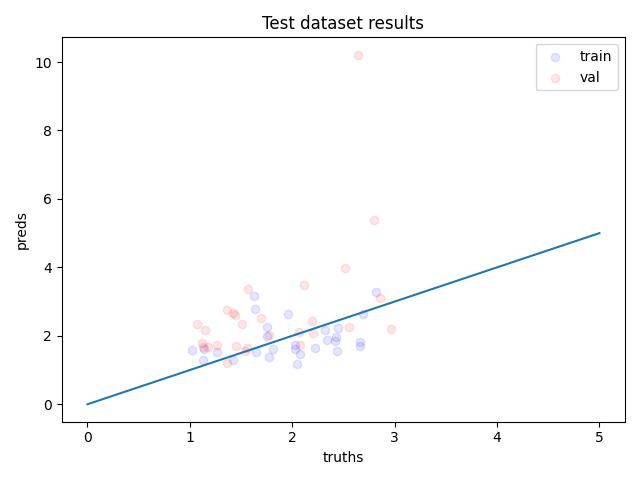 Test dataset results
train
val
10
8
6
4
2
0
preds
0 1 2 3 4 5
truths